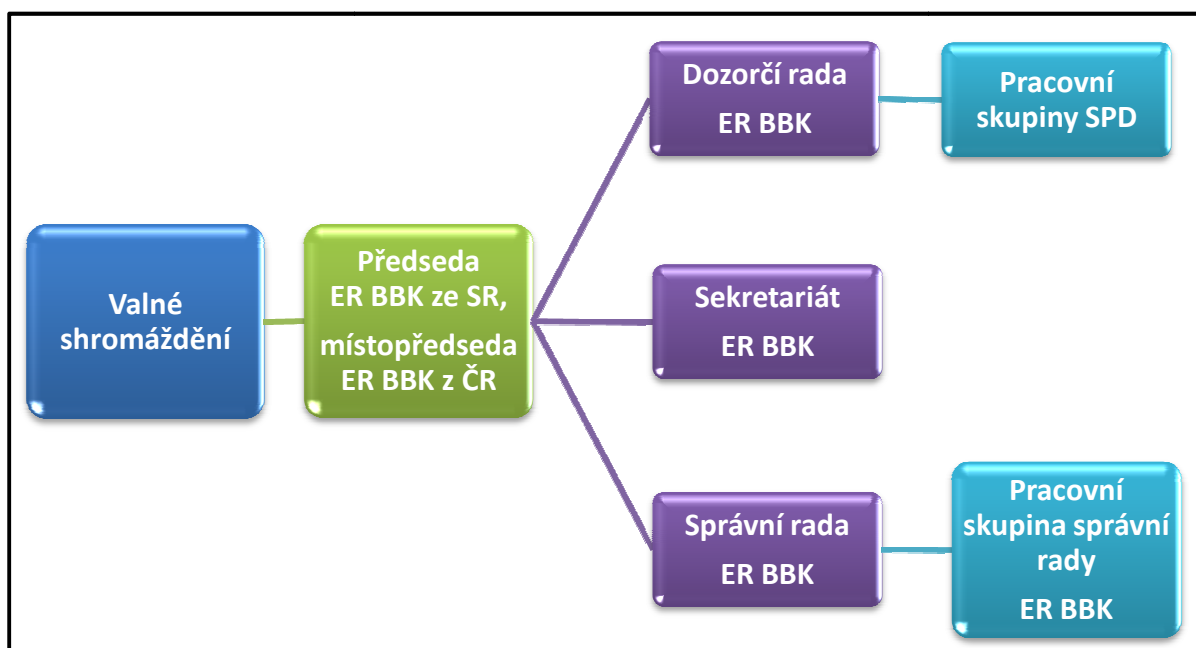 Valné
shromáždění
Předseda
ER BBK ze SR,
místopředseda
ER BBK z ČR
Dozorčí rada
ER BBK
Pracovní
skupiny SPD
Sekretariát
ER BBK
Správní rada
ER BBK
Pracovní
skupina správní
rady
ER BBK